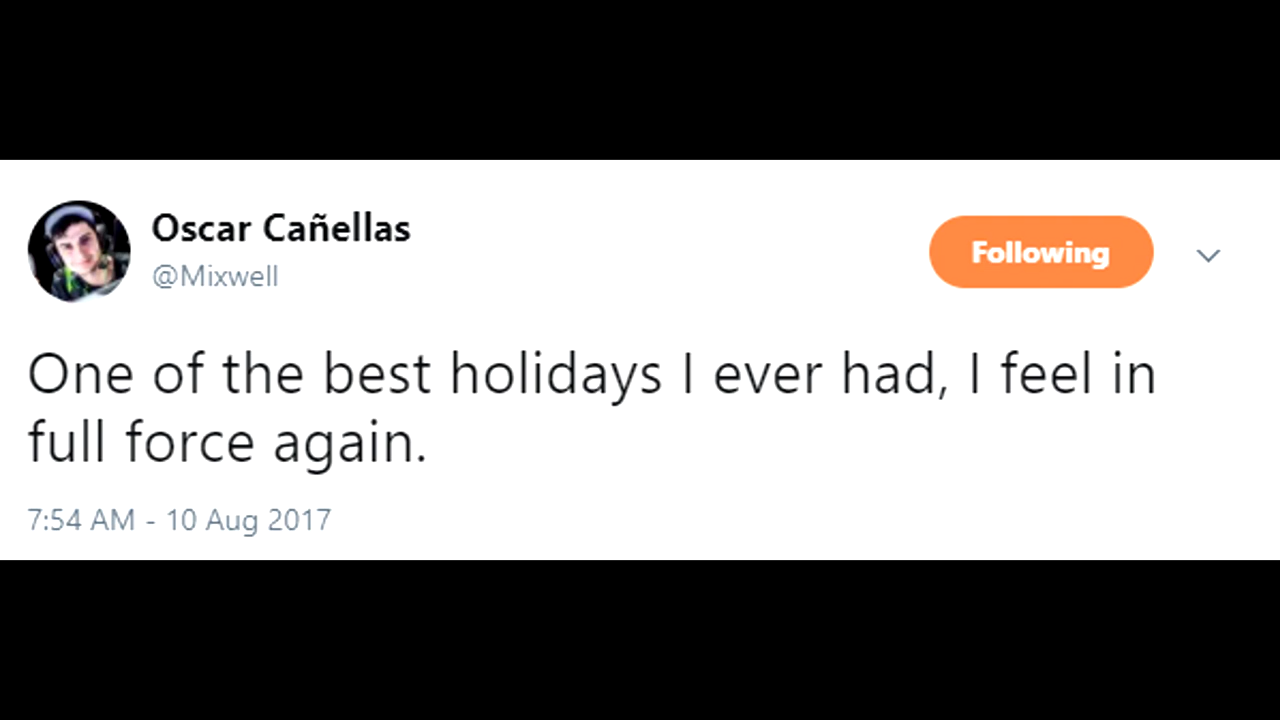 Oscar Cañellas
@Mixwell
Following
One of the best holidays I ever had, I feel in
full force again.
7:54 AM - 10 Aug 2017